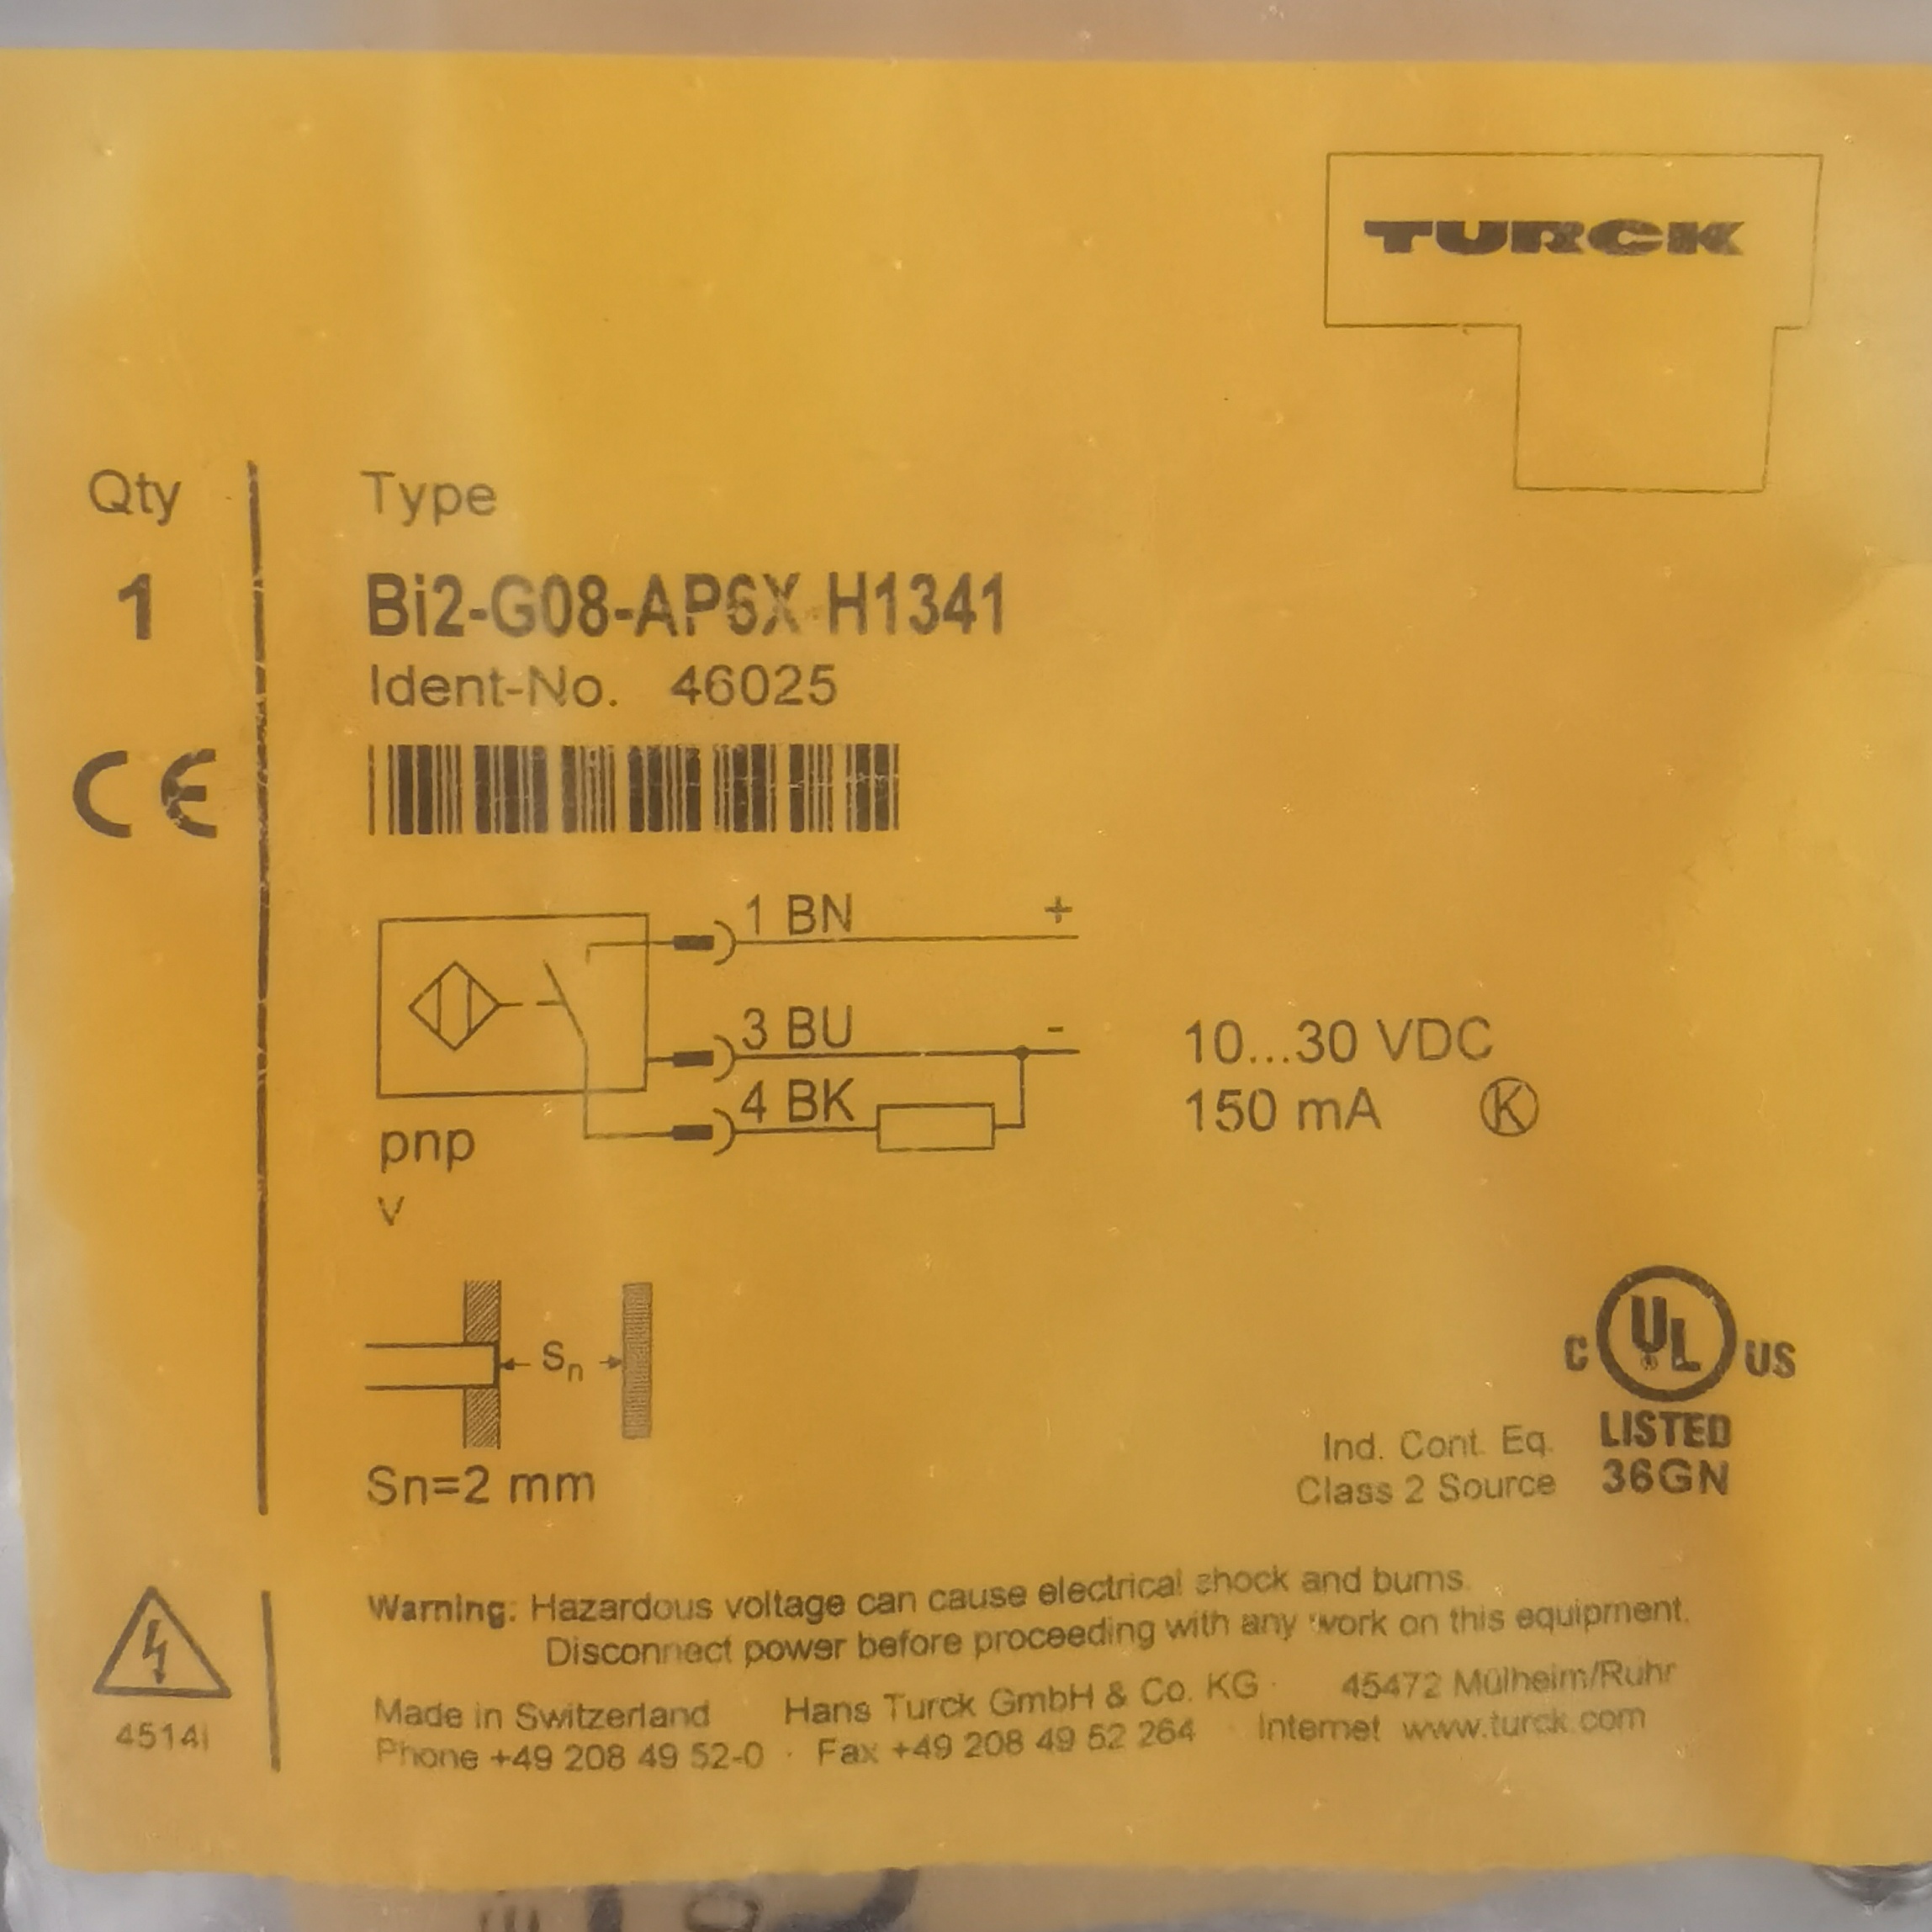 TURCK
Qty
Type
1
Bi2-G08-AP6X-H1341
Ident-No. 46025
CE
1 BN +
3 BU -
4 BK
10...30 VDC
150 mA K
pnp
V
Sn
Sn=2 mm
C UL US
LISTED
36GN
Ind. Cont. Eq.
Class 2 Source
Warning: Hazardous voltage can cause electrical shock and burns.
Disconnect power before proceeding with any work on this equipment.
Made in Switzerland Hans Turck GmbH & Co. KG · 45472 Mülheim/Ruhr
Phone +49 208 49 52-0 · Fax +49 208 49 52 264 · Internet www.turck.com